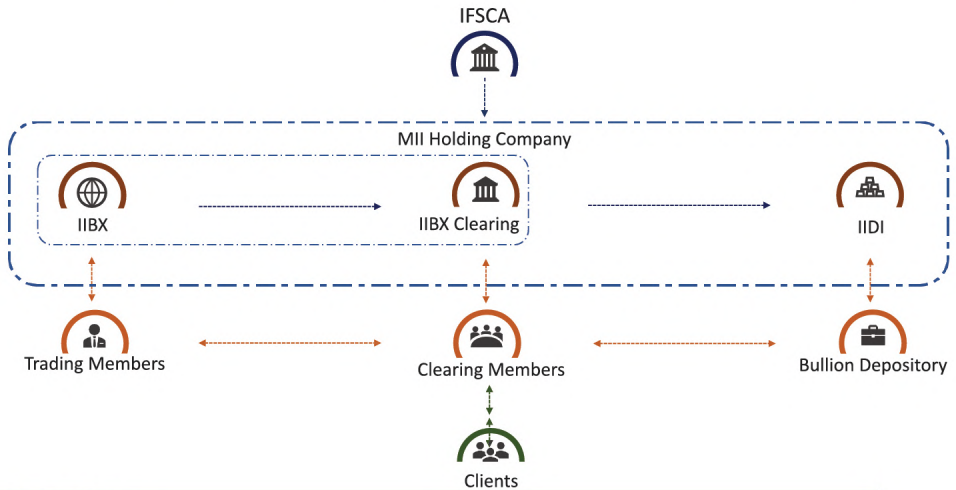 IFSCA
MII Holding Company
IIBX
IIBX Clearing
IIDI
Trading Members
Clearing Members
Bullion Depository
Clients